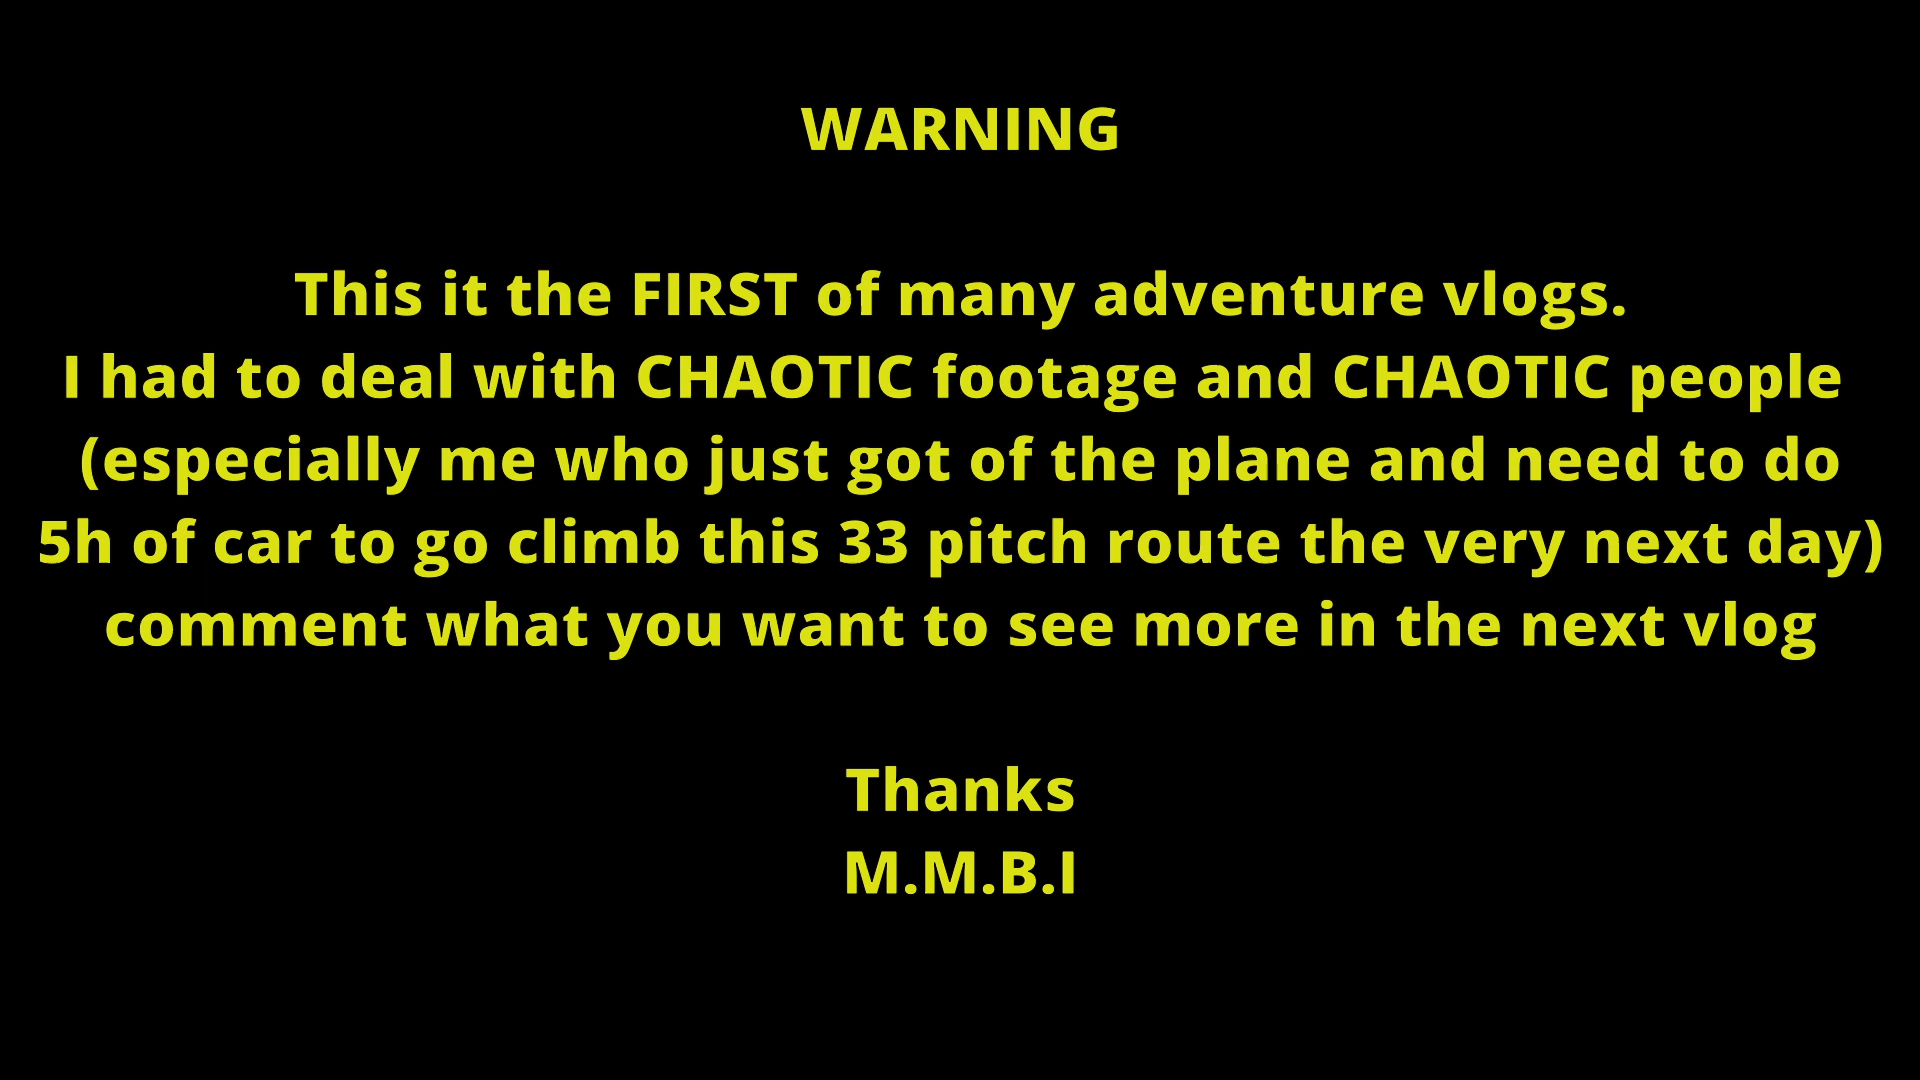 WARNING
This it the FIRST of many adventure vlogs.
I had to deal with CHAOTIC footage and CHAOTIC people
(especially me who just got of the plane and need to do
5h of car to go climb this 33 pitch route the very next day)
comment what you want to see more in the next vlog
Thanks
M.M.B.I